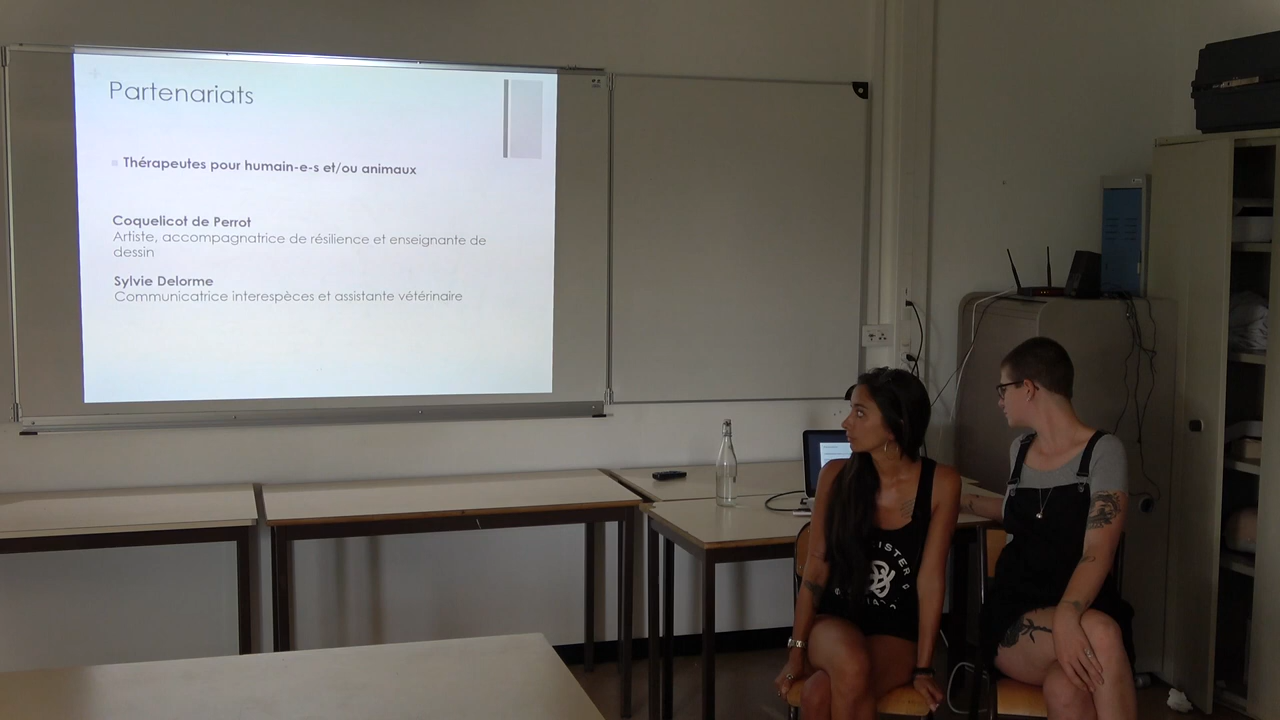 Partenariats
Thérapeutes pour humain-e-s et/ou animaux
Coquelicot de Perrot
Artiste, accompagnatrice de résilience et enseignante de
dessin
Sylvie Delorme
Communicatrice interespèces et assistante vétérinaire